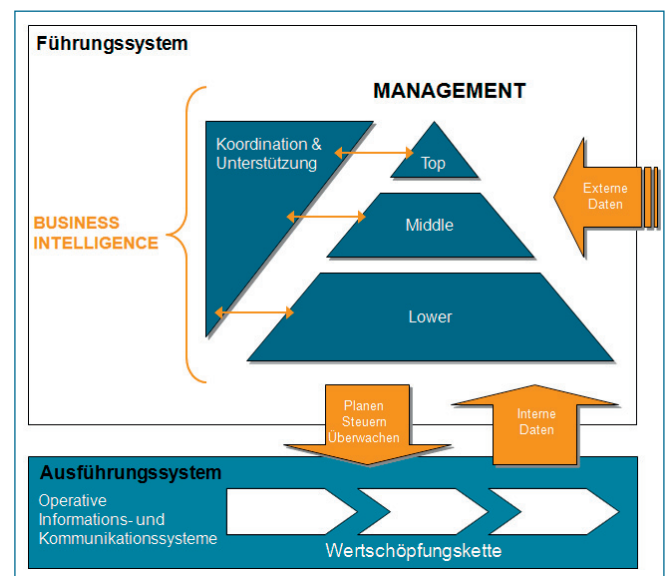 Führungssystem
MANAGEMENT
Koordination &
Unterstützung
Top
Externe
Daten
Middle
BUSINESS
INTELLIGENCE
Lower
Planen
Steuern
Überwachen
Interne
Daten
Ausführungssystem
Operative
Informations- und
Kommunikationssysteme
Wertschöpfungskette